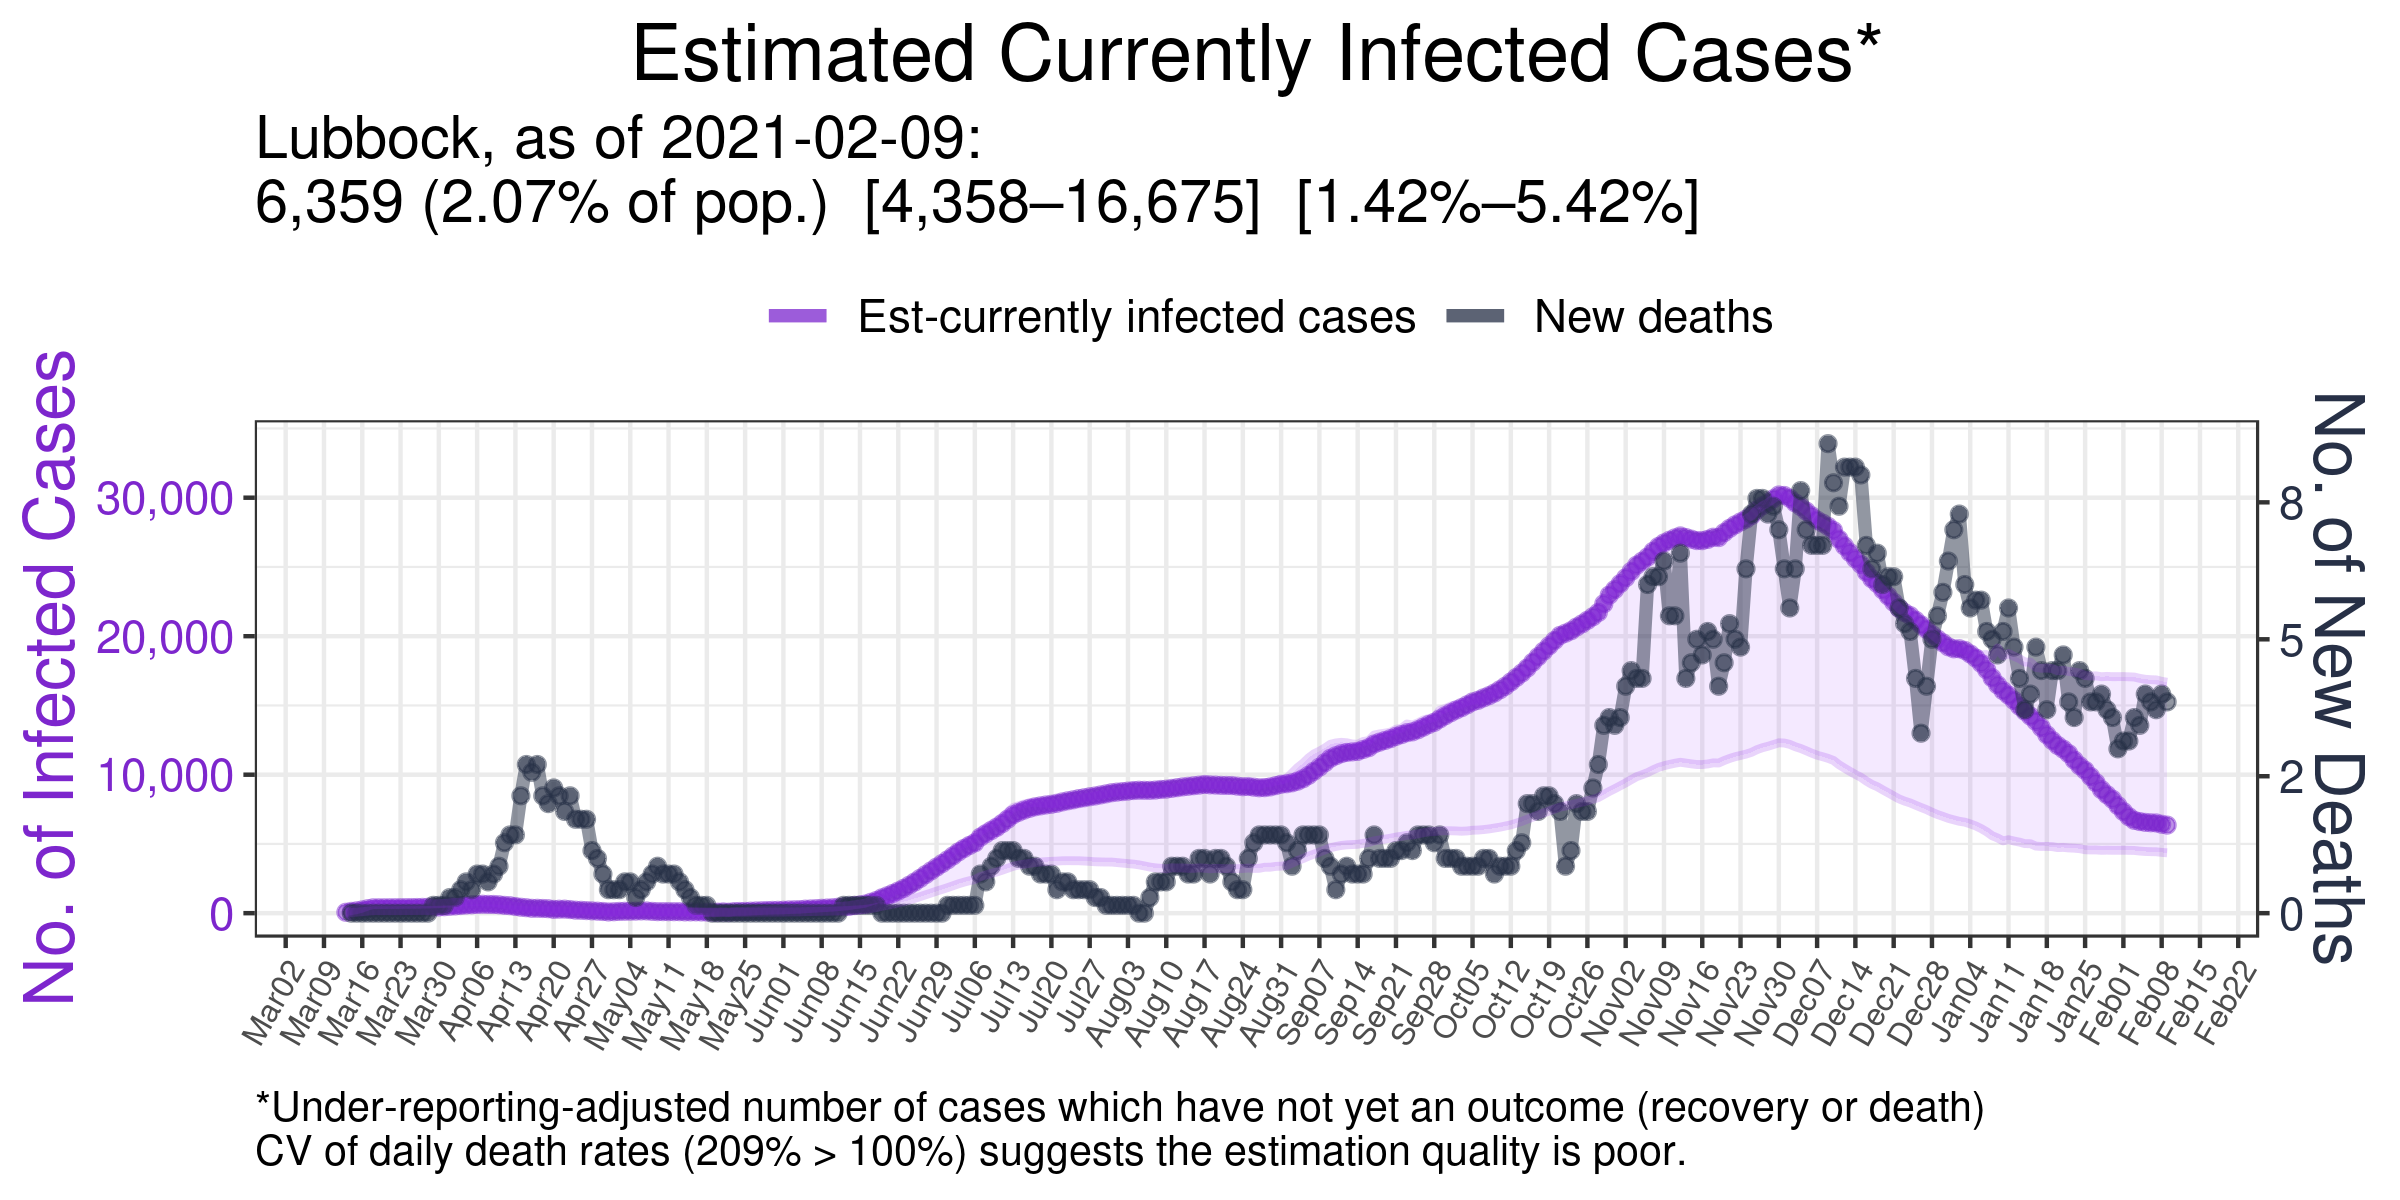 Estimated Currently Infected Cases*
Lubbock, as of 2021-02-09:
6,359 (2.07% of pop.)  [4,358–16,675]  [1.42%–5.42%]
Est-currently infected cases
New deaths
No. of Infected Cases
30,000
20,000
10,000
0
8
5
2
0
No. of New Deaths
Mar02
Mar09
Mar16
Mar23
Mar30
Apr06
Apr13
Apr20
Apr27
May04
May11
May18
May25
Jun01
Jun08
Jun15
Jun22
Jun29
Jul06
Jul13
Jul20
Jul27
Aug03
Aug10
Aug17
Aug24
Aug31
Sep07
Sep14
Sep21
Sep28
Oct05
Oct12
Oct19
Oct26
Nov02
Nov09
Nov16
Nov23
Nov30
Dec07
Dec14
Dec21
Dec28
Dec04
Jan04
Jan11
Jan18
Jan25
Feb01
Feb08
Feb15
Feb22
*Under-reporting-adjusted number of cases which have not yet an outcome (recovery or death)
CV of daily death rates (209% > 100%) suggests the estimation quality is poor.